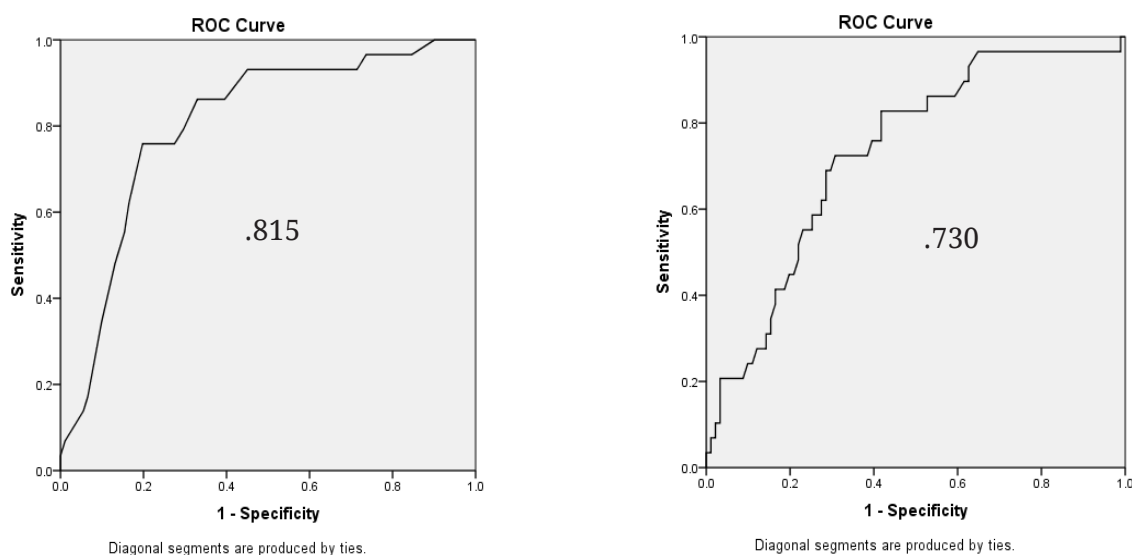 ROC Curve
1.0
0.8
0.6
0.4
0.2
0.0
Sensitivity
.815
0.0 0.2 0.4 0.6 0.8 1.0
1 - Specificity
Diagonal segments are produced by ties.
ROC Curve
1.0
0.8
0.6
0.4
0.2
0.0
Sensitivity
.730
0.0 0.2 0.4 0.6 0.8 1.0
1 - Specificity
Diagonal segments are produced by ties.